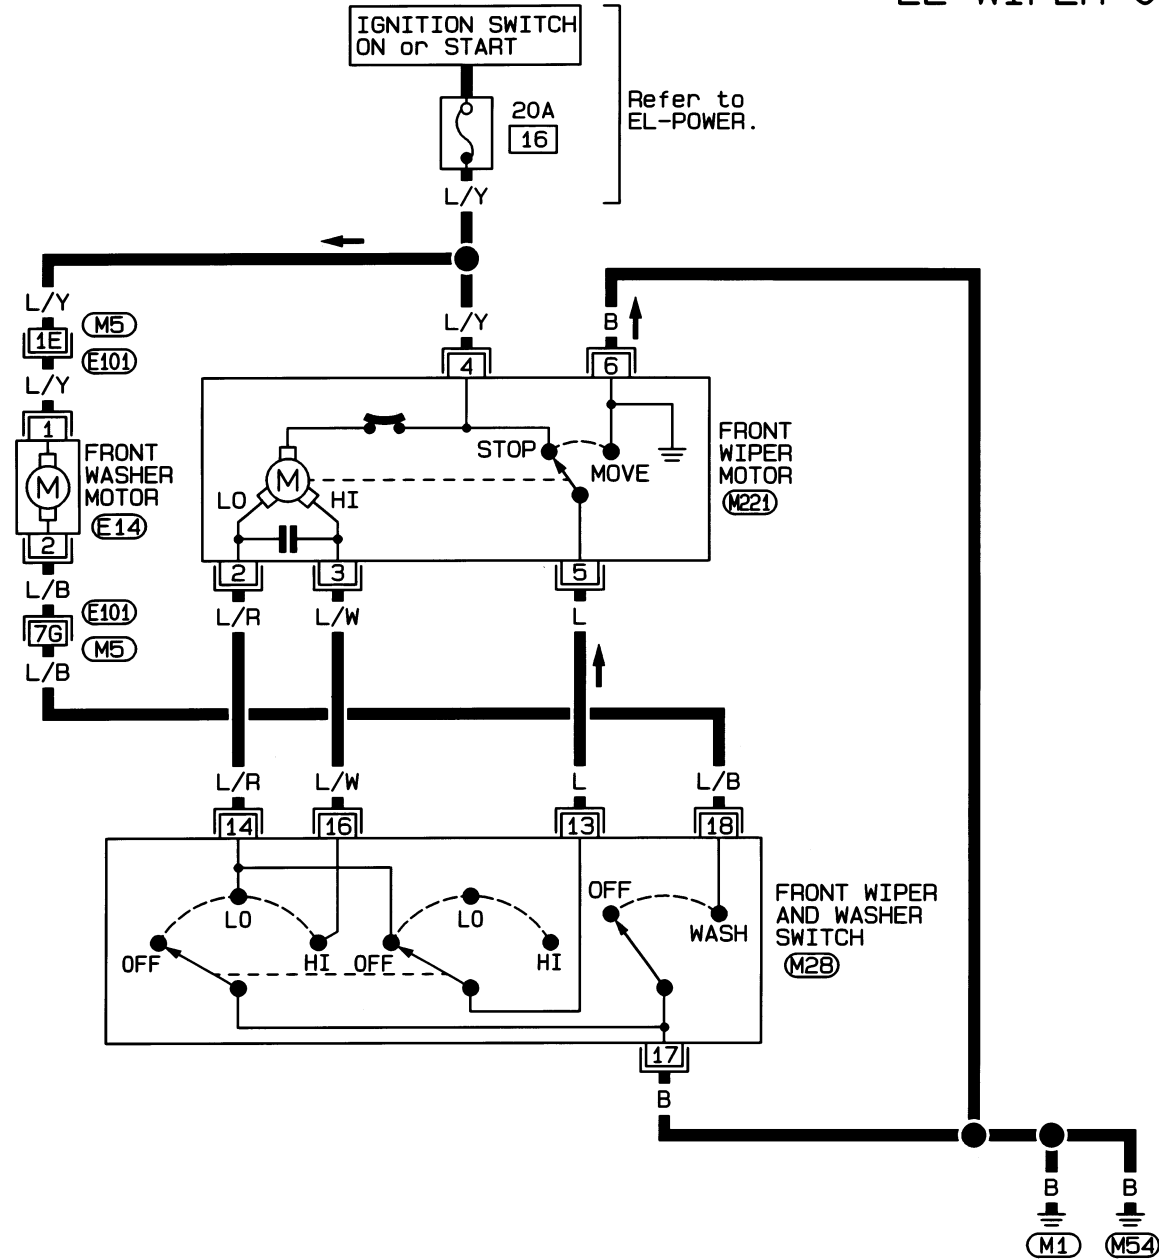 IGNITION SWITCH
ON or START
20A
16
Refer to
EL-POWER.
L/Y
L/Y
L/Y
B
M5
1E
4
6
E101
L/Y
1
STOP
MOVE
FRONT
WIPER
MOTOR
M221
FRONT
WASHER
MOTOR
E14
M
M
LO
HI
2
2
3
5
L/B
L/R
L/W
L
E101
7G
M5
L/B
L/R
L/W
L
L/B
14
16
13
18
OFF
LO
LO
WASH
OFF
HI
OFF
HI
FRONT WIPER
AND WASHER
SWITCH
M28
17
B
B
B
M1
M54